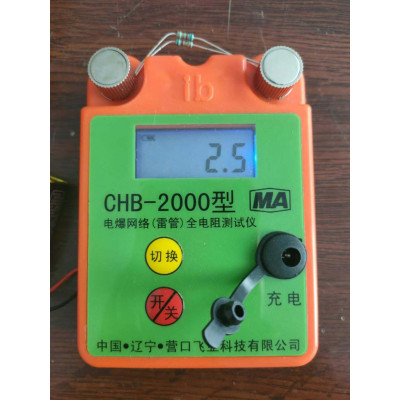 ib
2.5
CHB-2000型
MA
电爆网络(雷管)全电阻测试仪
切换
开/关
充电
中国•辽宁•营口飞业科技有限公司